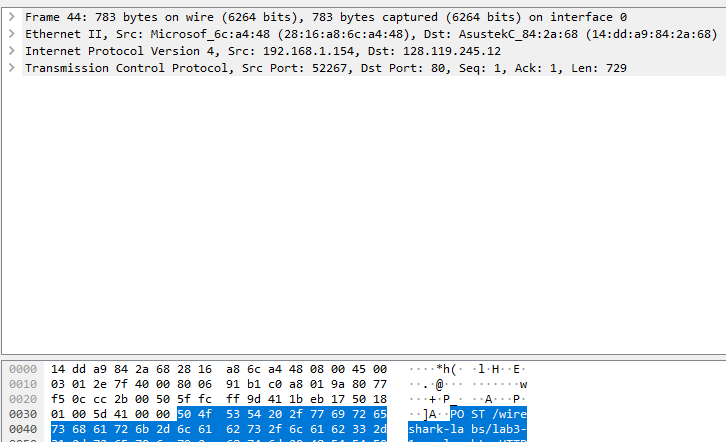 Frame 44: 783 bytes on wire (6264 bits), 783 bytes captured (6264 bits) on interface 0
Ethernet II, Src: Microsof_6c:a4:48 (28:16:a8:6c:a4:48), Dst: AsustekC_84:2a:68 (14:dd:a9:84:2a:68)
Internet Protocol Version 4, Src: 192.168.1.154, Dst: 128.119.245.12
Transmission Control Protocol, Src Port: 52267, Dst Port: 80, Seq: 1, Ack: 1, Len: 729
0000 14 dd a9 84 2a 68 28 16 a8 6c a4 48 08 00 45 00 ····*h(· ·l·H··E·
0010 03 01 2e 7f 40 00 80 06 91 b1 c0 a8 01 9a 80 77 ··.·@··· ·······w
0020 f5 0c cc 2b 00 50 5f fc ff 9d 41 1b eb 17 50 18 ···+·P_· ··A···P·
0030 01 00 5d 41 00 00 50 4f 53 54 20 2f 77 69 72 65 ··]A··PO ST /wire
0040 73 68 61 72 6b 2d 6c 61 62 73 2f 6c 61 62 33 2d shark-la bs/lab3-